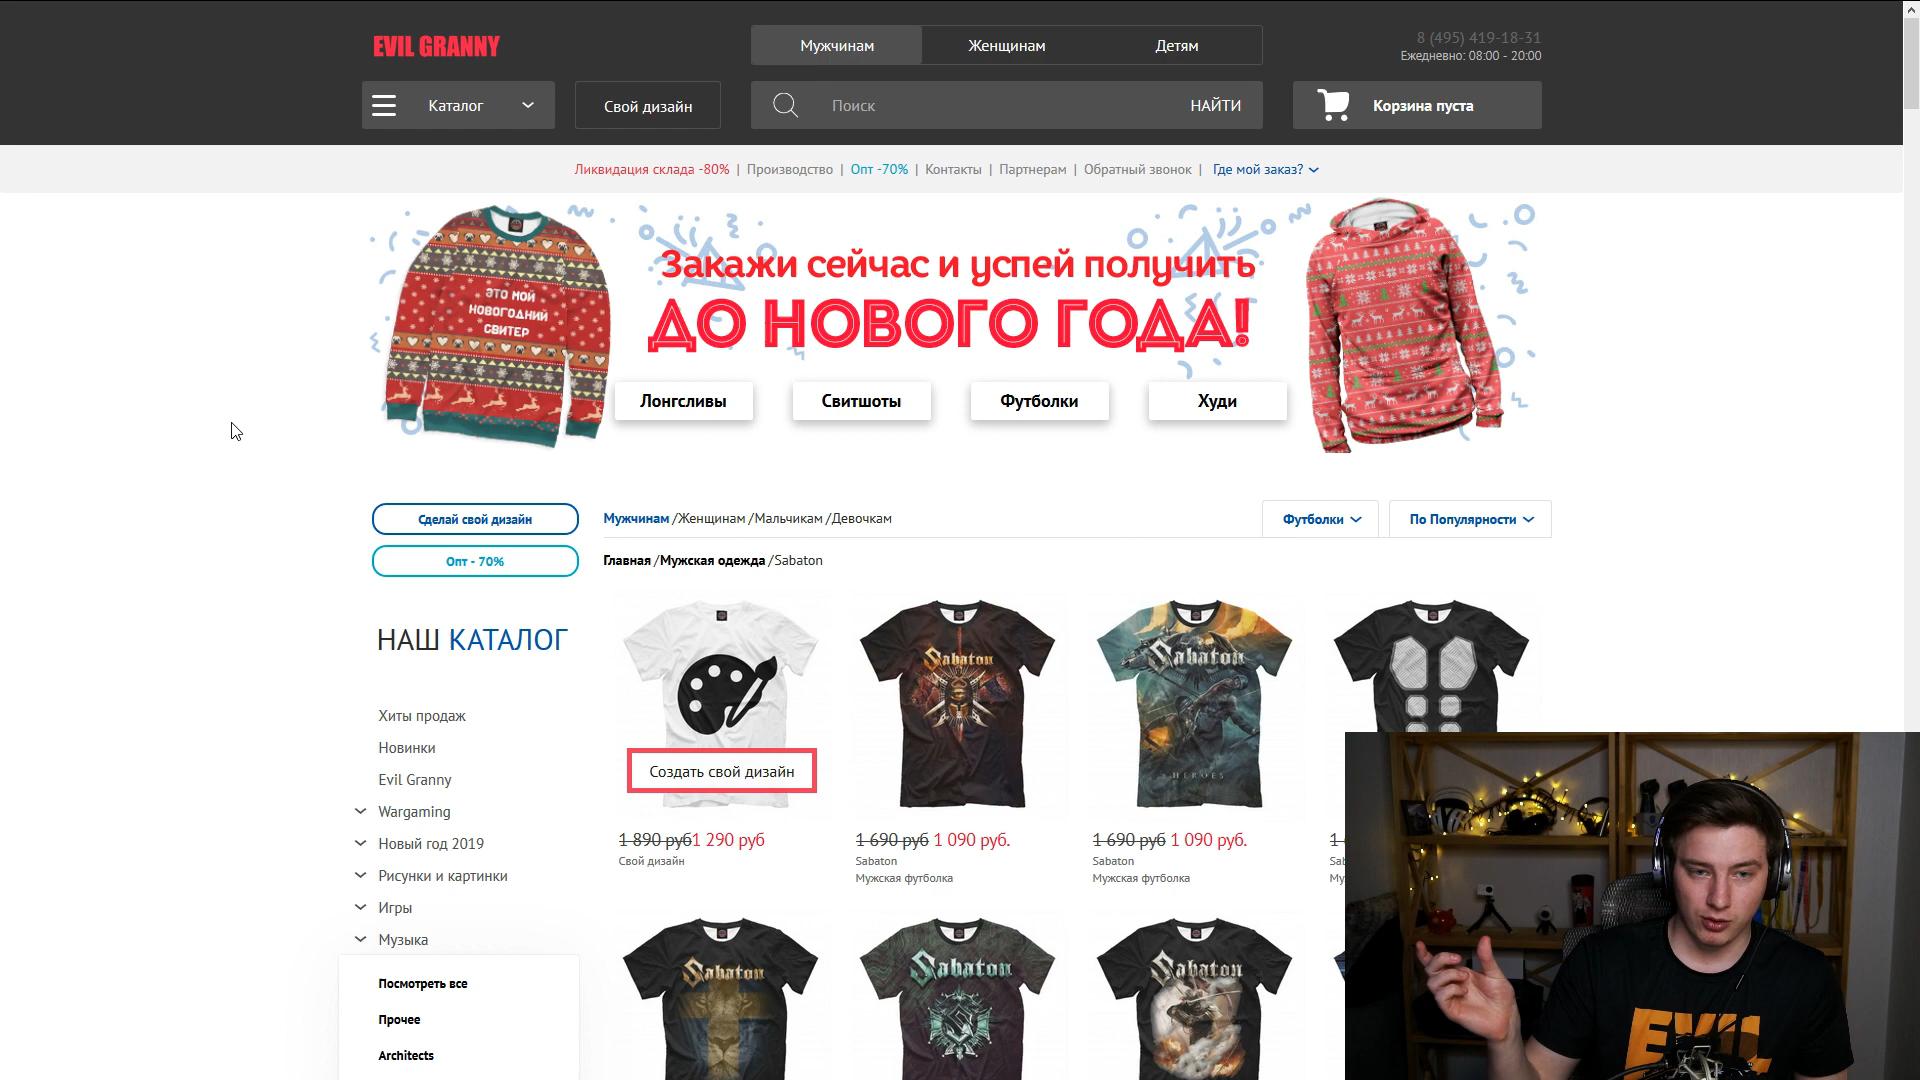 EVIL GRANNY
Мужчинам
Женщинам
Детям
8 (495) 419-18-31
Ежедневно: 08:00 - 20:00
Каталог
Свой дизайн
Поиск
НАЙТИ
Корзина пуста
Ликвидация склада -80% | Производство | Опт -70% | Контакты | Партнерам | Обратный звонок | Где мой заказ?
ЭТО МОЙ
НОВОГОДНИЙ
СВИТЕР
Закажи сейчас и успей получить
ДО НОВОГО ГОДА!
Лонгсливы
Свитшоты
Футболки
Худи
Сделай свой дизайн
Опт - 70%
Мужчинам /Женщинам /Мальчикам /Девочкам
Футболки
По Популярности
Главная /Мужская одежда /Sabaton
НАШ КАТАЛОГ
Хиты продаж
Новинки
Evil Granny
Wargaming
Новый год 2019
Рисунки и картинки
Игры
Музыка
Посмотреть все
Прочее
Architects
Создать свой дизайн
1 890 руб1 290 руб
Свой дизайн
Sabaton
1 690 руб 1 090 руб.
Sabaton
Мужская футболка
Sabaton
HEROES
1 690 руб 1 090 руб.
Sabaton
Мужская футболка
Sabaton
Sabaton
Sabaton
EVIL